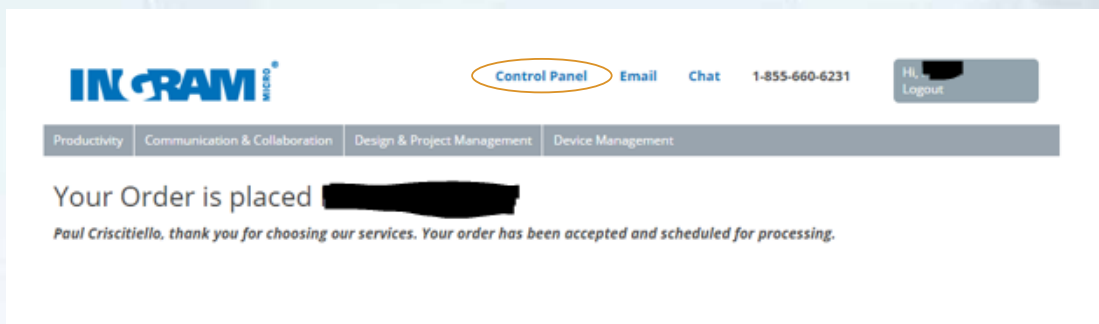 INGRAM MICRO®
Control Panel Email Chat 1-855-660-6231
Hi,
Logout
Productivity Communication & Collaboration Design & Project Management Device Management
Your Order is placed
Paul Criscitiello, thank you for choosing our services. Your order has been accepted and scheduled for processing.